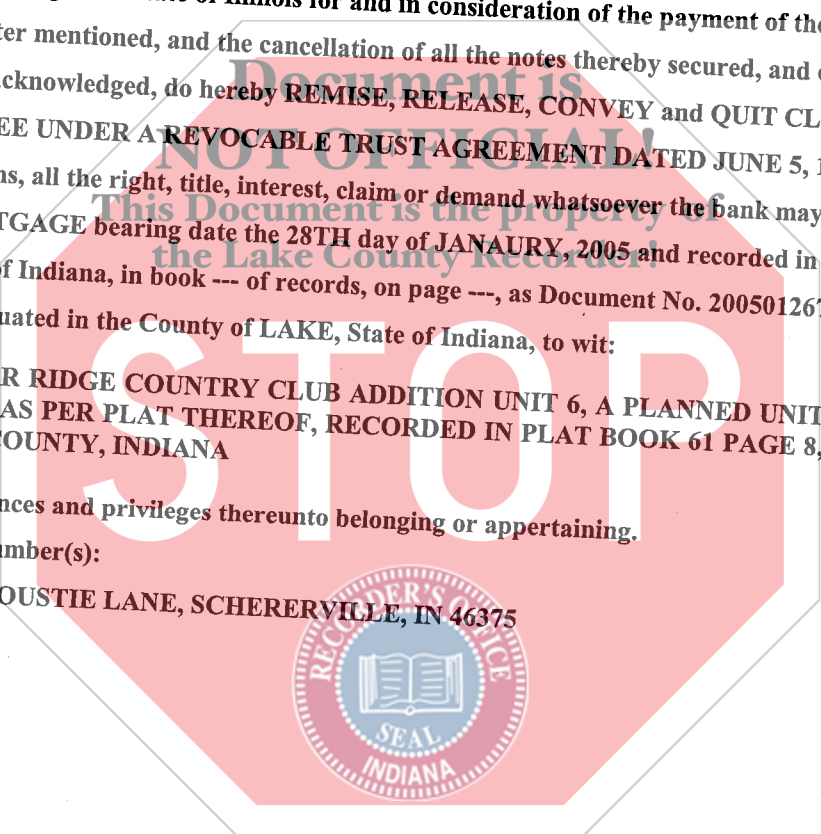 for and in consideration of the payment of the
ter mentioned, and the cancellation of all the notes thereby secured, and
cknowledged, do hereby REMISE, RELEASE, CONVEY and QUIT CL
EE UNDER A REVOCABLE TRUST AGREEMENT DATED JUNE 5, 1
ns, all the right, title, interest, claim or demand whatsoever the bank may
TGAGE bearing date the 28TH day of JANAURY, 2005 and recorded in
of Indiana, in book --- of records, on page ---, as Document No. 200501267
uated in the County of LAKE, State of Indiana, to wit:
R RIDGE COUNTRY CLUB ADDITION UNIT 6, A PLANNED UNIT
AS PER PLAT THEREOF, RECORDED IN PLAT BOOK 61 PAGE 8,
COUNTY, INDIANA
nces and privileges thereunto belonging or appertaining.
umber(s):
OUSTIE LANE, SCHERERVILLE, IN 46375
Document is
NOT OFFICIAL!
This Document is the property of
the Lake County Recorder!
STOP
RECORDER'S OFFICE
SEAL
INDIANA